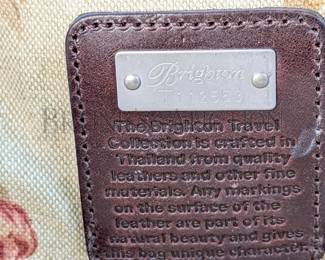 Brighton
The Brighton Travel
Collection is crafted in
Thailand from quality
leathers and other fine
materials. Any markings
on the surface of the
leather are part of its
natural beauty and gives
this bag unique character.